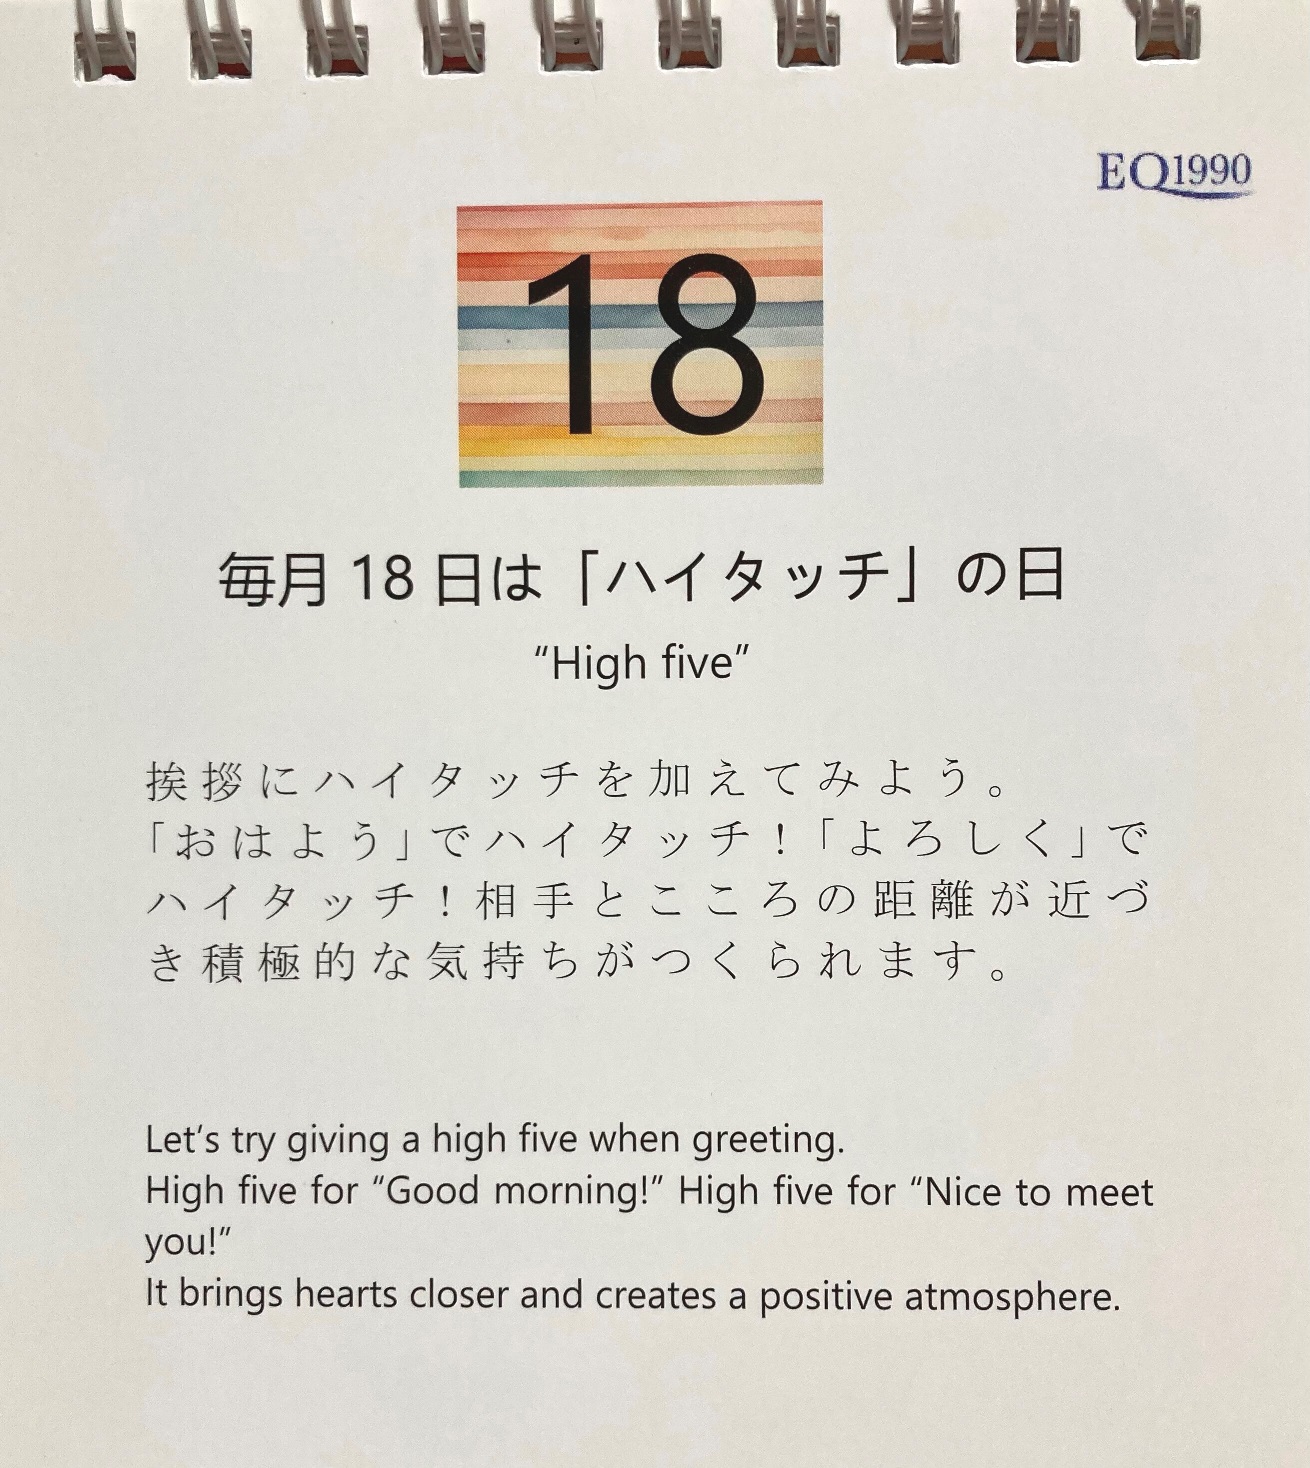 EQ1990
18
毎月 18 日は「ハイタッチ」の日
“High five”
挨拶にハイタッチを加えてみよう。
「おはよう」でハイタッチ！「よろしく」で
ハイタッチ！相手とこころの距離が近づ
き積極的な気持ちがつくられます。
Let’s try giving a high five when greeting.
High five for “Good morning!” High five for “Nice to meet
you!”
It brings hearts closer and creates a positive atmosphere.